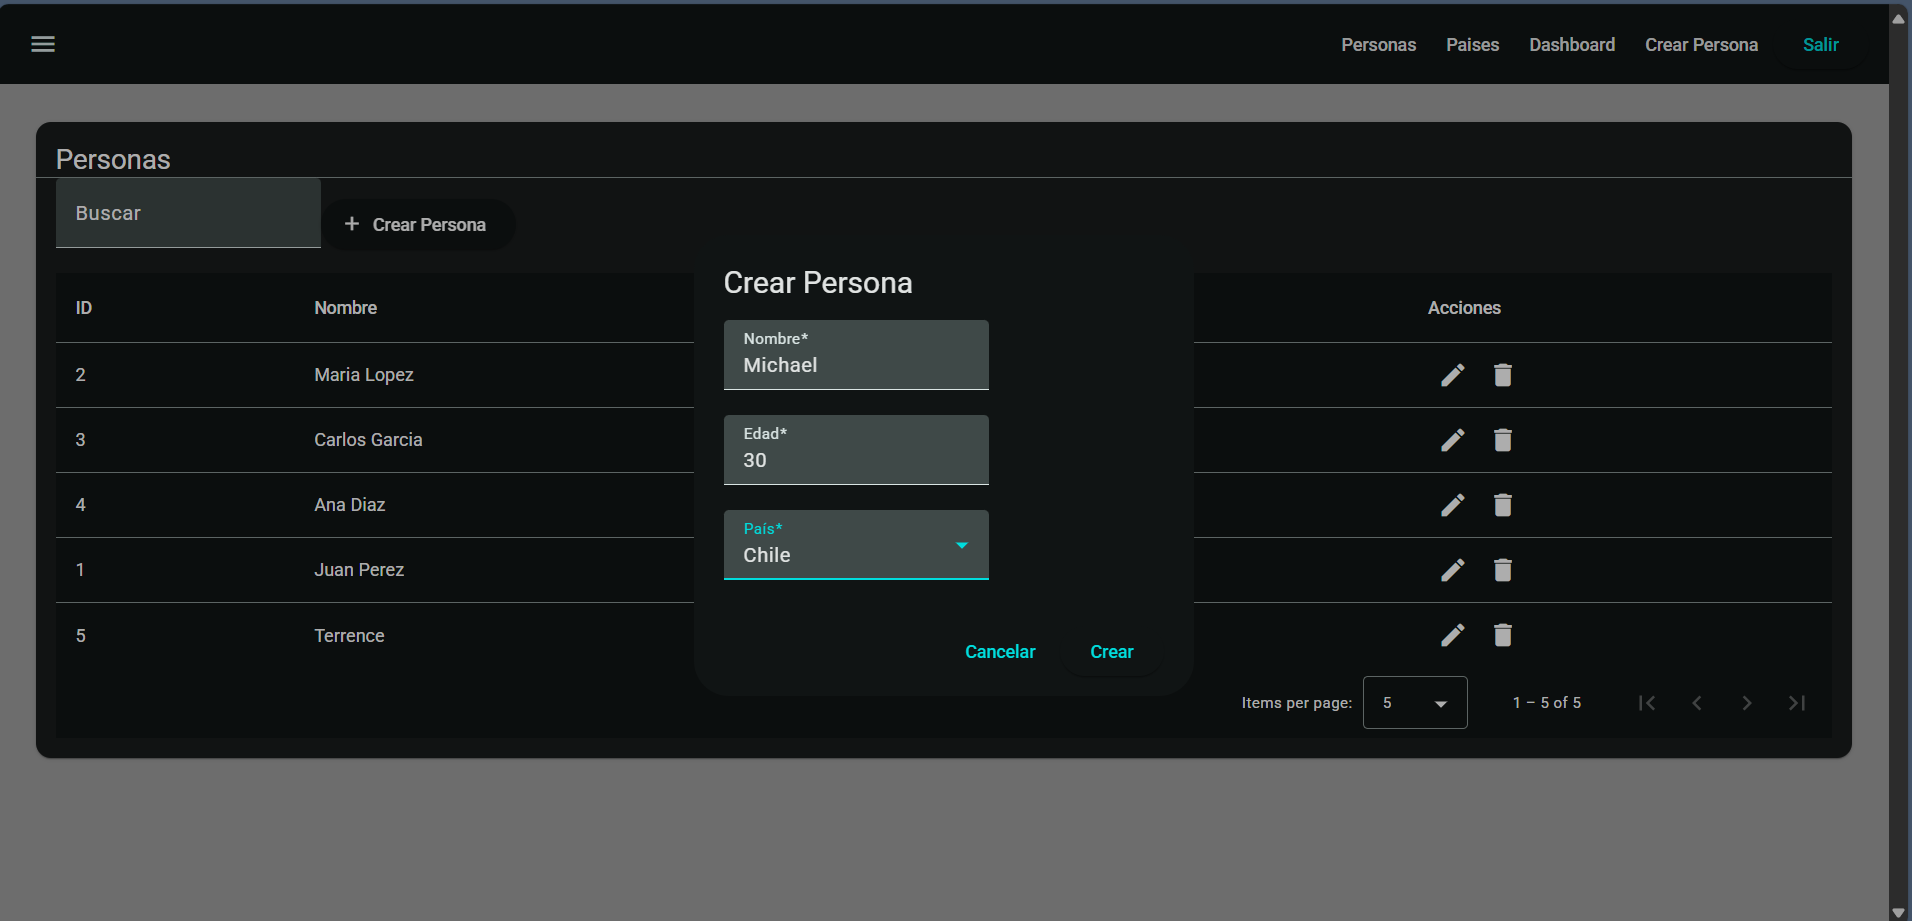 Personas Paises Dashboard Crear Persona Salir
Personas
Buscar
+ Crear Persona
ID Nombre Acciones
2 Maria Lopez
3 Carlos Garcia
4 Ana Diaz
1 Juan Perez
5 Terrence
Crear Persona
Nombre*
Michael
Edad*
30
País*
Chile
Cancelar Crear
Items per page: 5 1 – 5 of 5